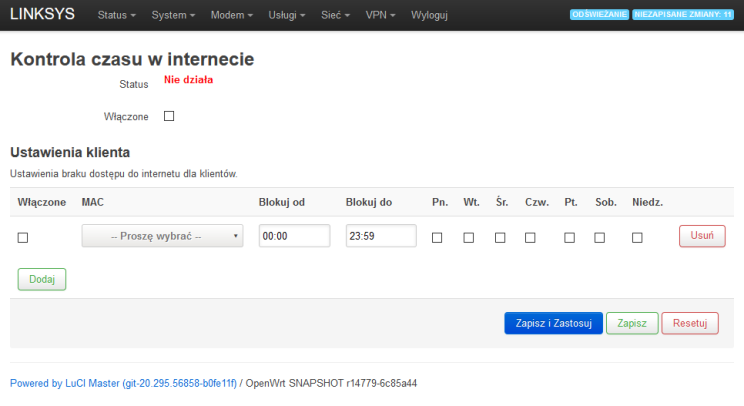 LINKSYS Status System Modem Usługi Sieć VPN Wyloguj ODŚWIEŻANIE NIEZAPISANE ZMIANY: 11
Kontrola czasu w internecie
Status Nie działa
Włączone
Ustawienia klienta
Ustawienia braku dostępu do internetu dla klientów.
Włączone MAC Blokuj od Blokuj do Pn. Wt. Śr. Czw. Pt. Sob. Niedz.
-- Proszę wybrać -- 00:00 23:59 Usuń
Dodaj
Zapisz i Zastosuj Zapisz Resetuj
Powered by LuCI Master (git-20.295.56858-b0fe11f) / OpenWrt SNAPSHOT r14779-6c85a44